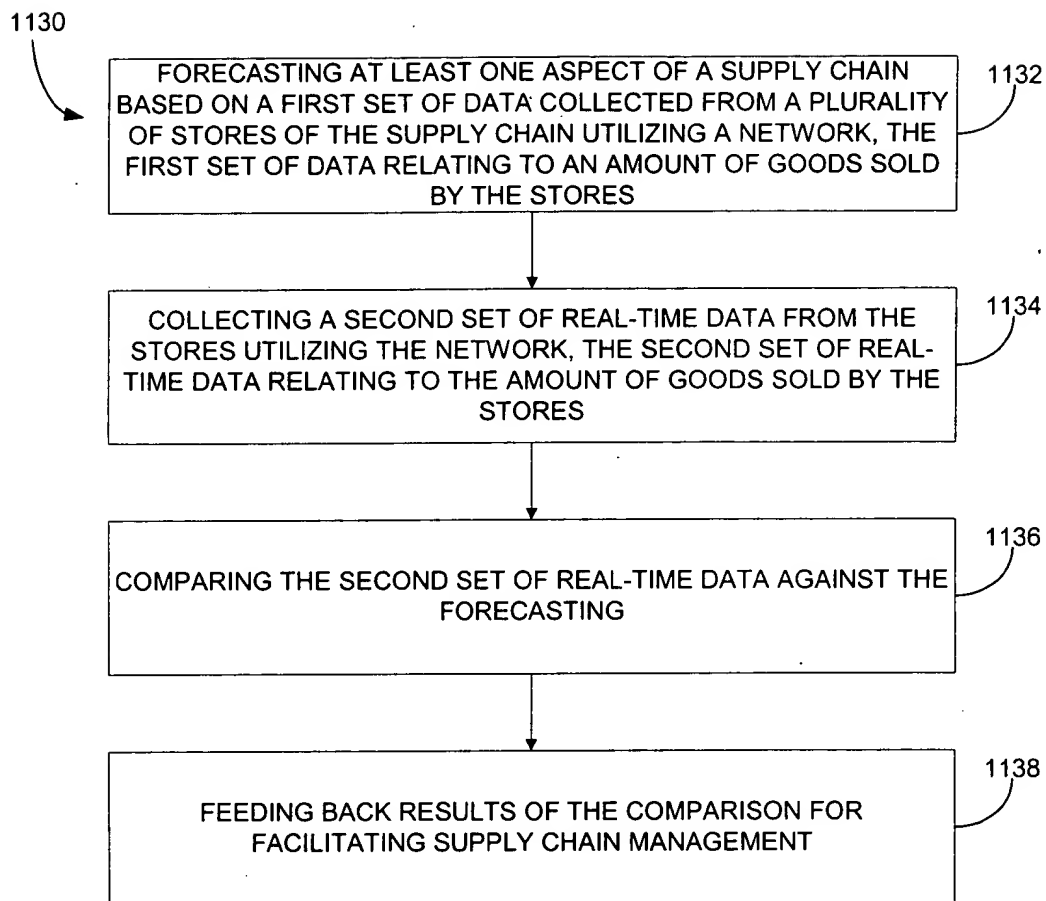 1130
FORECASTING AT LEAST ONE ASPECT OF A SUPPLY CHAIN
BASED ON A FIRST SET OF DATA COLLECTED FROM A PLURALITY
OF STORES OF THE SUPPLY CHAIN UTILIZING A NETWORK, THE
FIRST SET OF DATA RELATING TO AN AMOUNT OF GOODS SOLD
BY THE STORES
1132
COLLECTING A SECOND SET OF REAL-TIME DATA FROM THE
STORES UTILIZING THE NETWORK, THE SECOND SET OF REAL-
TIME DATA RELATING TO THE AMOUNT OF GOODS SOLD BY THE
STORES
1134
COMPARING THE SECOND SET OF REAL-TIME DATA AGAINST THE
FORECASTING
1136
FEEDING BACK RESULTS OF THE COMPARISON FOR
FACILITATING SUPPLY CHAIN MANAGEMENT
1138